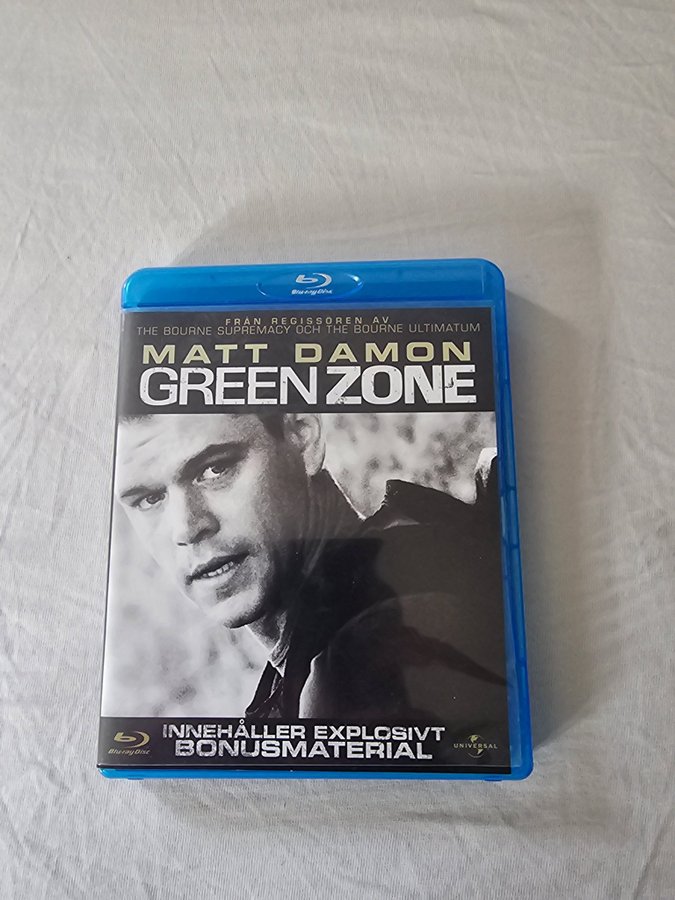 Blu-ray Disc
FRÅN REGISSÖREN AV
THE BOURNE SUPREMACY OCH THE BOURNE ULTIMATUM
MATT DAMON
GREEN ZONE
INNEHÅLLER EXPLOSIVT
BONUSMATERIAL
Blu-ray Disc
UNIVERSAL